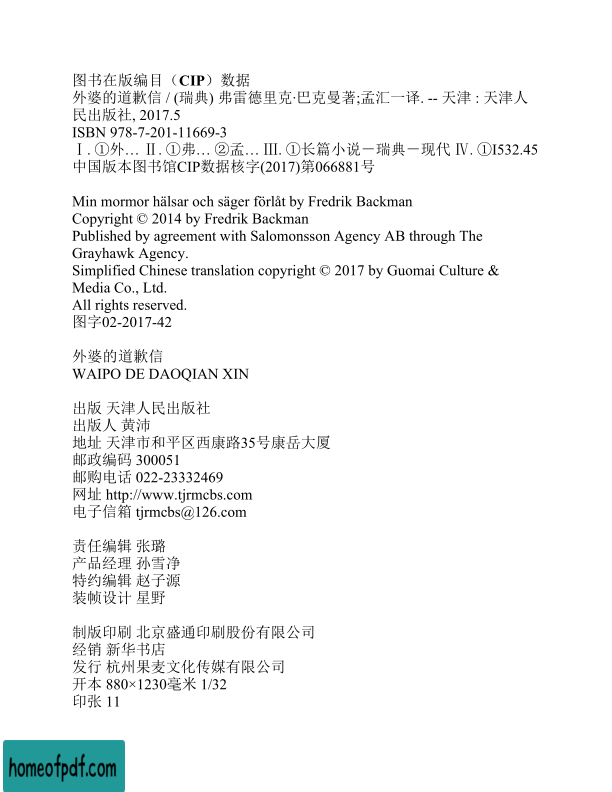 图书在版编目（CIP）数据
外婆的道歉信 / (瑞典) 弗雷德里克·巴克曼著;孟汇一译. -- 天津 : 天津人
民出版社, 2017.5
ISBN 978-7-201-11669-3
Ⅰ. ①外… Ⅱ. ①弗… ②孟… Ⅲ. ①长篇小说－瑞典－现代 Ⅳ. ①I532.45
中国版本图书馆CIP数据核字(2017)第066881号
Min mormor hälsar och säger förlåt by Fredrik Backman
Copyright © 2014 by Fredrik Backman
Published by agreement with Salomonsson Agency AB through The
Grayhawk Agency.
Simplified Chinese translation copyright © 2017 by Guomai Culture &
Media Co., Ltd.
All rights reserved.
图字02-2017-42
外婆的道歉信
WAIPO DE DAOQIAN XIN
出版 天津人民出版社
出版人 黄沛
地址 天津市和平区西康路35号康岳大厦
邮政编码 300051
邮购电话 022-23332469
网址 http://www.tjrmcbs.com
电子信箱 tjrmcbs@126.com
责任编辑 张璐
产品经理 孙雪净
特约编辑 赵子源
装帧设计 星野
制版印刷 北京盛通印刷股份有限公司
经销 新华书店
发行 杭州果麦文化传媒有限公司
开本 880×1230毫米 1/32
印张 11
homeofpdf.com